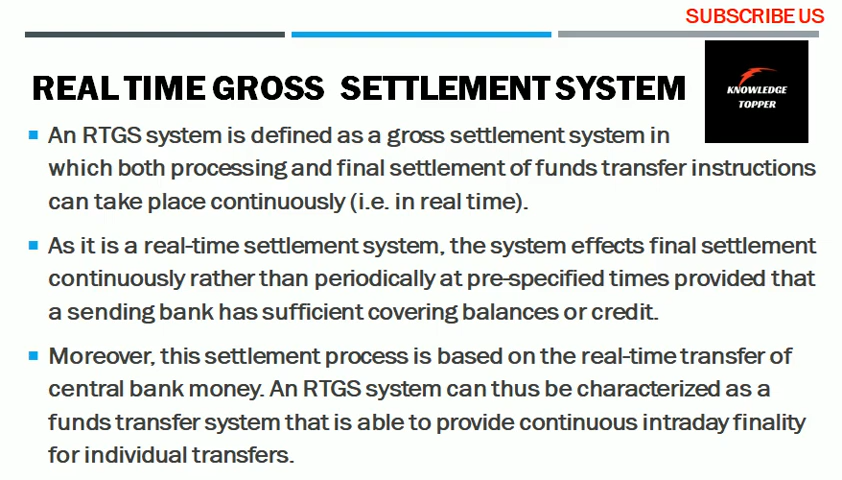 SUBSCRIBE US
REAL TIME GROSS SETTLEMENT SYSTEM
KNOWLEDGE
TOPPER
An RTGS system is defined as a gross settlement system in
which both processing and final settlement of funds transfer instructions
can take place continuously (i.e. in real time).
As it is a real-time settlement system, the system effects final settlement
continuously rather than periodically at pre-specified times provided that
a sending bank has sufficient covering balances or credit.
Moreover, this settlement process is based on the real-time transfer of
central bank money. An RTGS system can thus be characterized as a
funds transfer system that is able to provide continuous intraday finality
for individual transfers.